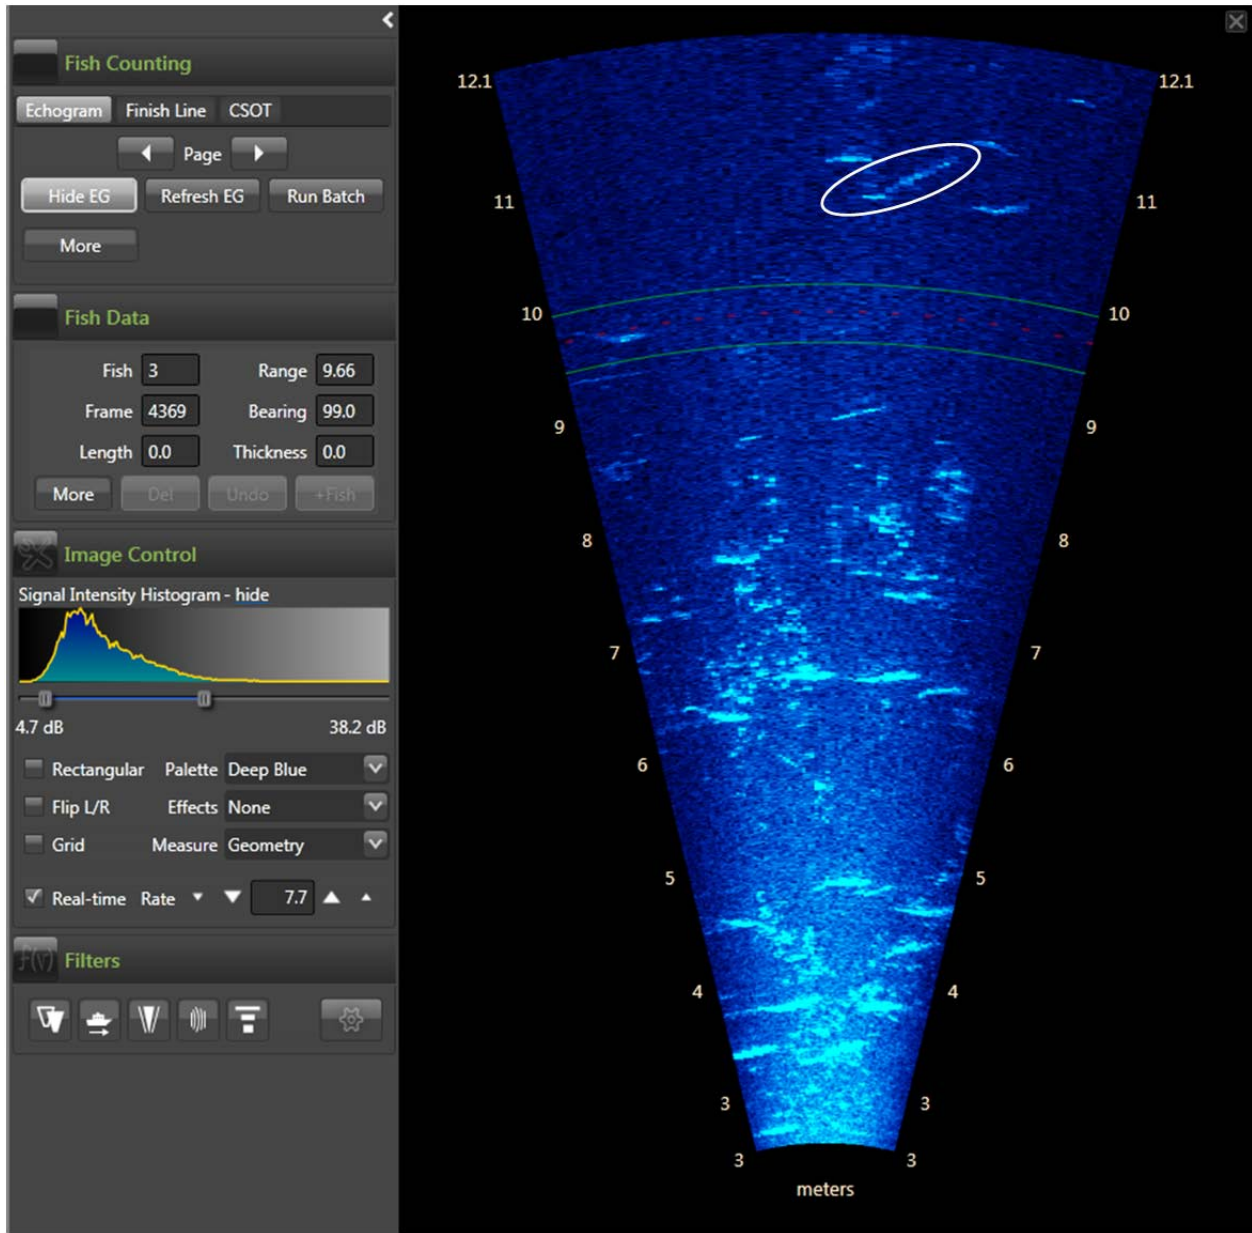 Fish Counting
Echogram Finish Line CSOT
Page
Hide EG Refresh EG Run Batch
More
Fish Data
Fish 3 Range 9.66
Frame 4369 Bearing 99.0
Length 0.0 Thickness 0.0
More Del Undo +Fish
Image Control
Signal Intensity Histogram - hide
4.7 dB 38.2 dB
Rectangular Palette Deep Blue
Flip L/R Effects None
Grid Measure Geometry
Real-time Rate 7.7
f(v) Filters
12.1 12.1
11 11
10 10
9 9
8 8
7 7
6 6
5 5
4 4
3 3
3 3
meters